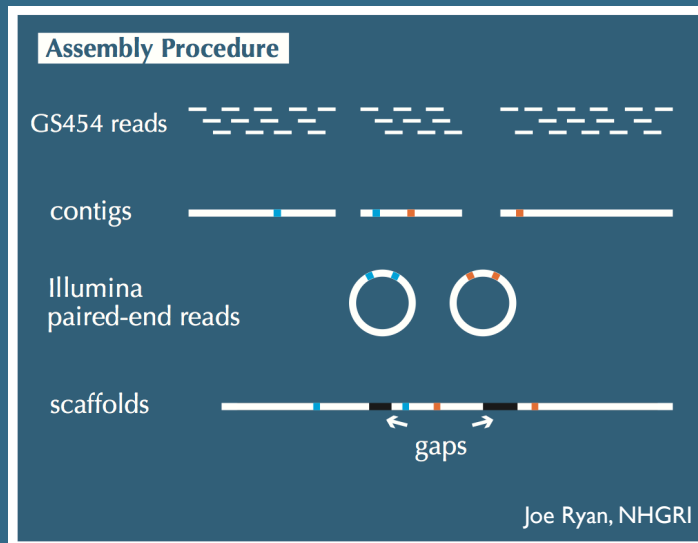 Assembly Procedure
GS454 reads
contigs
Illumina
paired-end reads
scaffolds
gaps
Joe Ryan, NHGRI